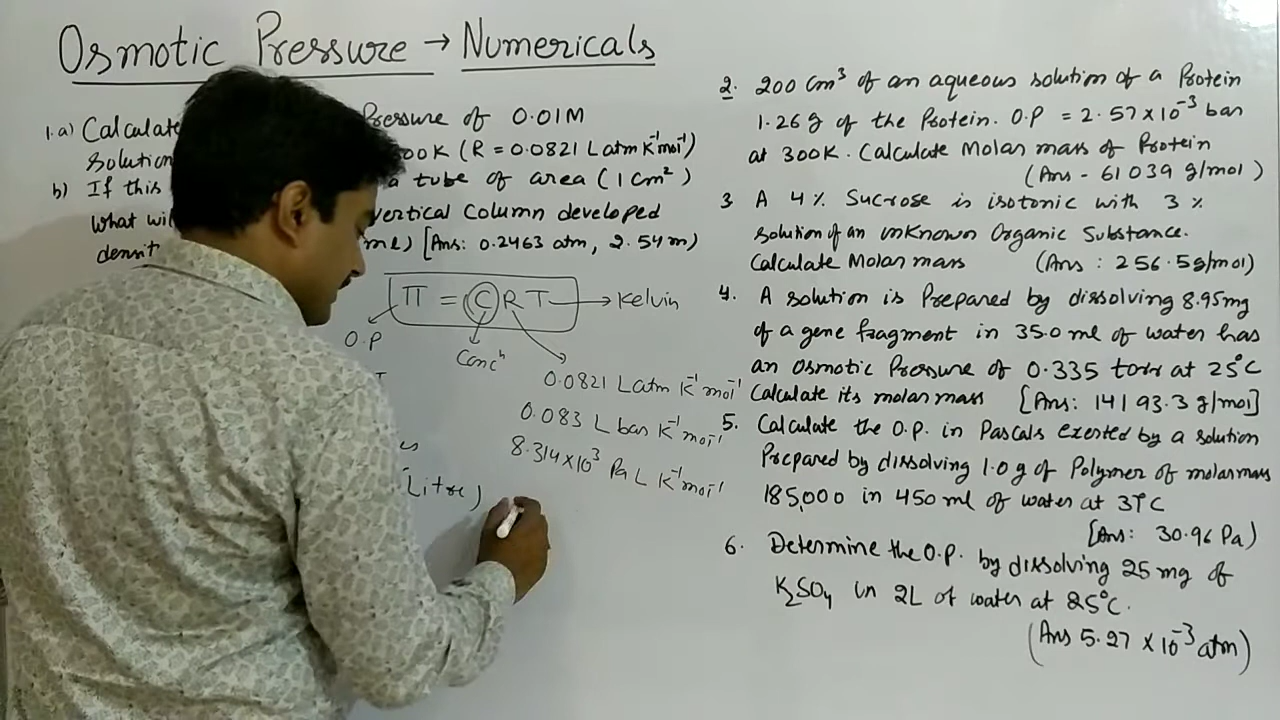 Osmotic Pressure → Numericals
1. a) Calculate Pressure of 0.01M
Solution 300K (R = 0.0821 L atm K⁻¹ mol⁻¹)
b) If this a tube of area (1 cm²)
What wil vertical Column developed
densit mL) [Ans: 0.2463 atm, 2.54 m)
Π = C R T → Kelvin
O.P
Concⁿ
0.0821 L atm K⁻¹ mol⁻¹
0.083 L bar K⁻¹ mol⁻¹
8.314×10³ Pa L K⁻¹ mol⁻¹
(Litre)
2. 200 cm³ of an aqueous solution of a Protein
1.26 g of the Protein. O.P = 2.57×10⁻³ bar
at 300K. Calculate Molar mass of Protein
(Ans - 61039 g/mol)
3 A 4% Sucrose is isotonic with 3%
Solution of an unknown Organic Substance.
Calculate Molar mass (Ans : 256.5g/mol)
4. A solution is Prepared by dissolving 8.95mg
of a gene fragment in 35.0 ml of water has
an Osmotic Pressure of 0.335 torr at 25°C
Calculate its molar mass [Ans: 14193.3 g/mol]
5. Calculate the O.P. in Pascals exerted by a solution
Prepared by dissolving 1.0 g of Polymer of molar mass
185,000 in 450 ml of water at 37°C
[Ans: 30.96 Pa)
6. Determine the O.P. by dissolving 25 mg of
K₂SO₄ in 2L of water at 25°C.
(Ans 5.27 × 10⁻³ atm)